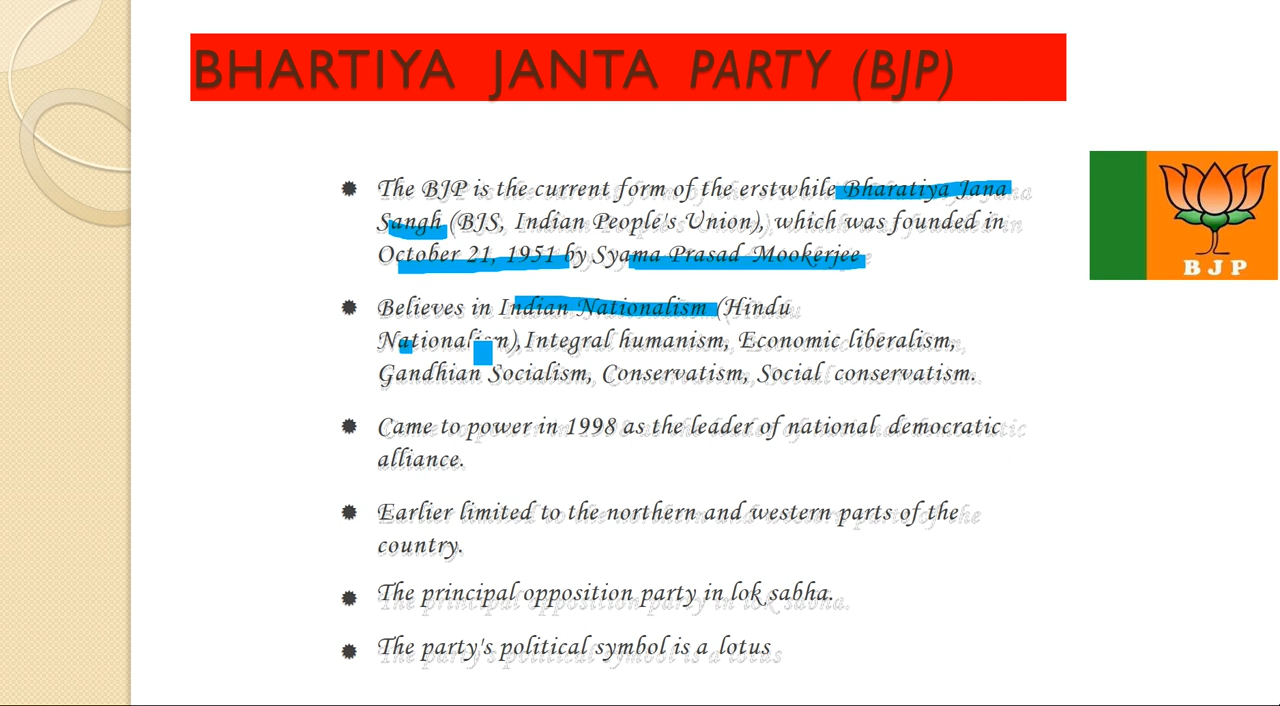 BHARTIYA JANTA PARTY (BJP)
The BJP is the current form of the erstwhile Bharatiya Jana
Sangh (BJS, Indian People's Union), which was founded in
October 21, 1951 by Syama Prasad Mookerjee
Believes in Indian Nationalism (Hindu
Nationalism),Integral humanism, Economic liberalism,
Gandhian Socialism, Conservatism, Social conservatism.
Came to power in 1998 as the leader of national democratic
alliance.
Earlier limited to the northern and western parts of the
country.
The principal opposition party in lok sabha.
The party's political symbol is a lotus
BJP